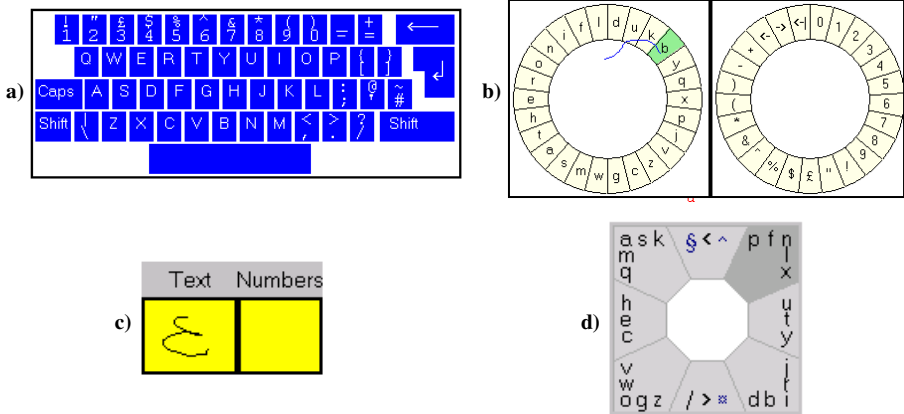 a)
! " £ $ % ^ & * ( ) _ +
1 2 3 4 5 6 7 8 9 0 - = ←
Q W E R T Y U I O P { }
[ ] ↵
Caps A S D F G H J K L : @ ~
; ' #
Shift | Z X C V B N M < > ? Shift
\ , . /
b)
l d u k b y q x p j v z c g w m s a t h e r o n i f
0 1 2 3 4 5 6 7 8 9 ! " £ $ % ^ & * ( ) - + <- -> <-|
c)
Text Numbers
d)
a s k m q
§ < ^
p f n l x
h e c
u t y
v w o g z
/ > ¤
j r d b i